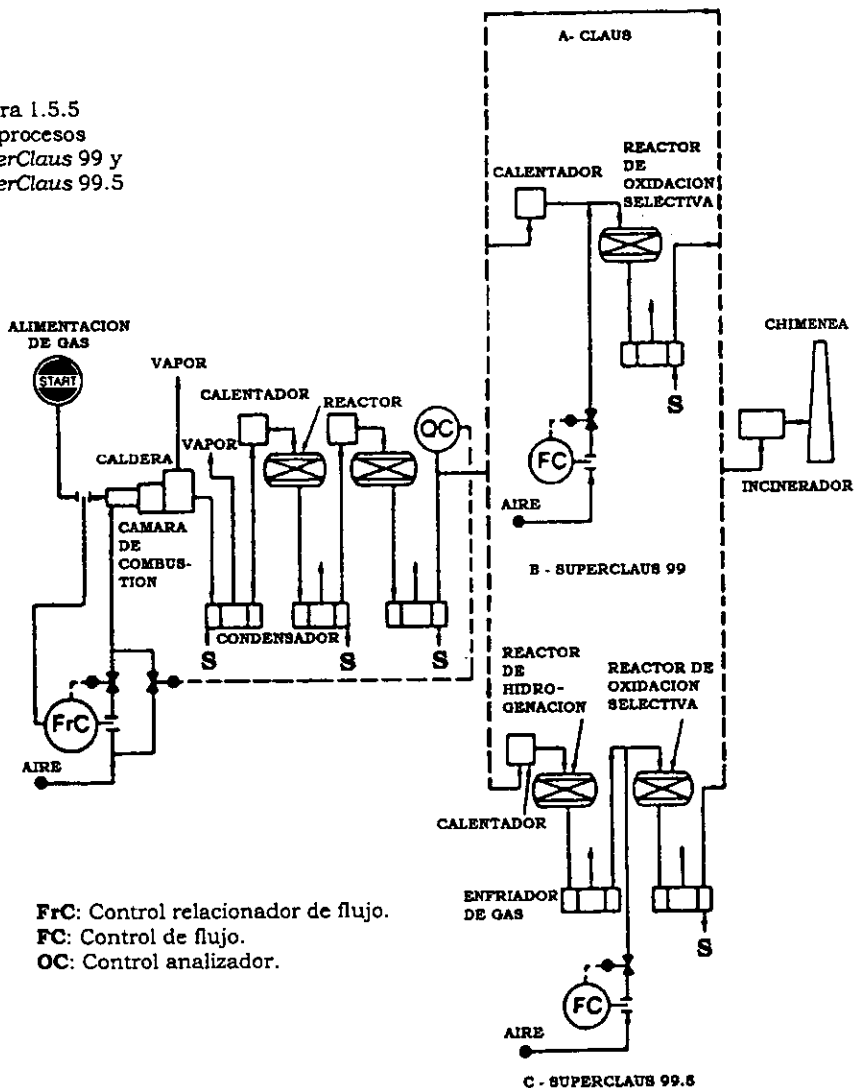 ra 1.5.5
procesos
erClaus 99 y
erClaus 99.5
A- CLAUS
CALENTADOR
REACTOR
DE
OXIDACION
SELECTIVA
S
FC
AIRE
B - SUPERCLAUS 99
ALIMENTACION
DE GAS
START
VAPOR
CALDERA
CAMARA
DE
COMBUS-
TION
CALENTADOR
REACTOR
VAPOR
QC
CONDENSADOR
S
S
S
FrC
AIRE
CHIMENEA
INCINERADOR
REACTOR
DE
HIDRO-
GENACION
REACTOR DE
OXIDACION
SELECTIVA
CALENTADOR
ENFRIADOR
DE GAS
S
FC
AIRE
C - SUPERCLAUS 99.5
FrC: Control relacionador de flujo.
FC: Control de flujo.
QC: Control analizador.